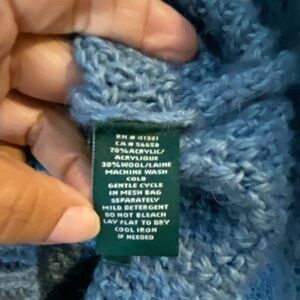 RN # 41381
CA # 56658
70%ACRYLIC/
ACRYLIQUE
30%WOOL/LAINE
MACHINE WASH
COLD
GENTLE CYCLE
IN MESH BAG
SEPARATELY
MILD DETERGENT
DO NOT BLEACH
LAY FLAT TO DRY
COOL IRON
IF NEEDED